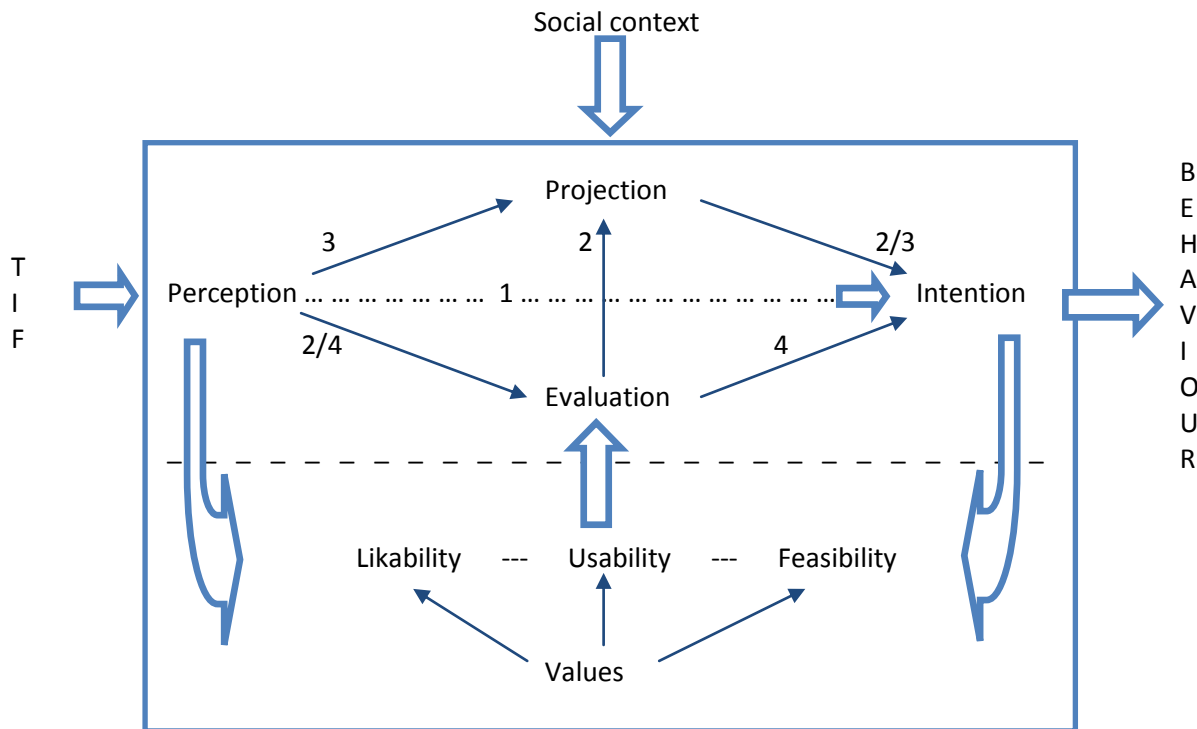 Social context
Projection
3 2 2/3
Perception … … … … … … … 1 … … … … … … … … … … … … Intention
2/4 4
Evaluation
Likability --- Usability --- Feasibility
Values
T
I
F
B
E
H
A
V
I
O
U
R